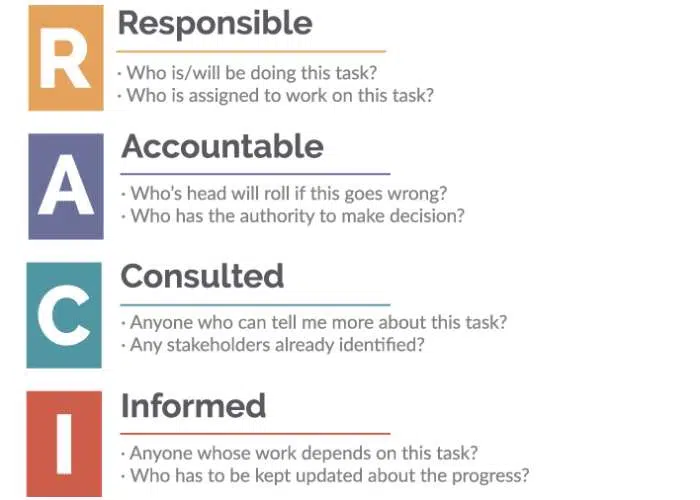 R
Responsible
· Who is/will be doing this task?
· Who is assigned to work on this task?
A
Accountable
· Who's head will roll if this goes wrong?
· Who has the authority to make decision?
C
Consulted
· Anyone who can tell me more about this task?
· Any stakeholders already identified?
I
Informed
· Anyone whose work depends on this task?
· Who has to be kept updated about the progress?